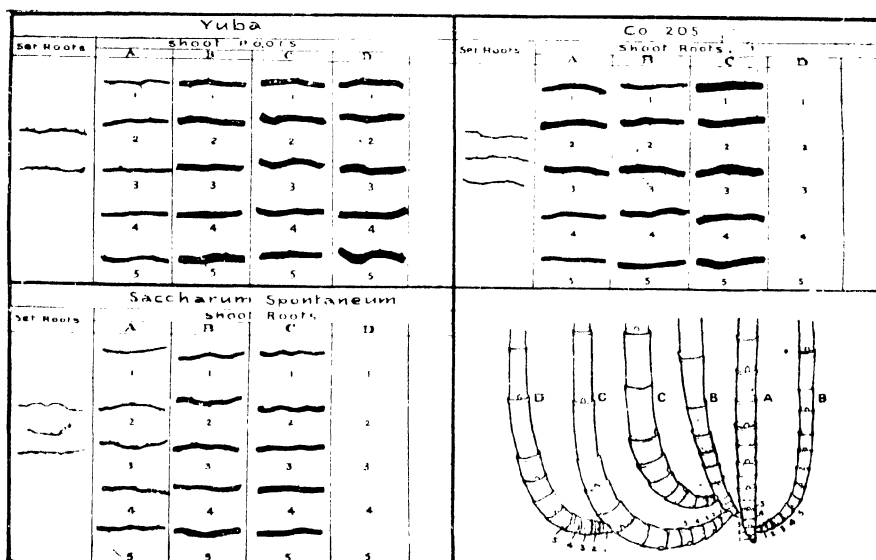 Yuba
Set Roots Shoot Roots
A B C D
1 1 1 1
2 2 2 2
3 3 3 3
4 4 4 4
5 5 5 5
Co 205
Set Roots Shoot Roots
A B C D
1 1 1 1
2 2 2 2
3 3 3 3
4 4 4 4
5 5 5 5
Saccharum Spontaneum
Set Roots Shoot Roots
A B C D
1 1 1 1
2 2 2 2
3 3 3 3
4 4 4 4
5 5 5 5
D C C B A B